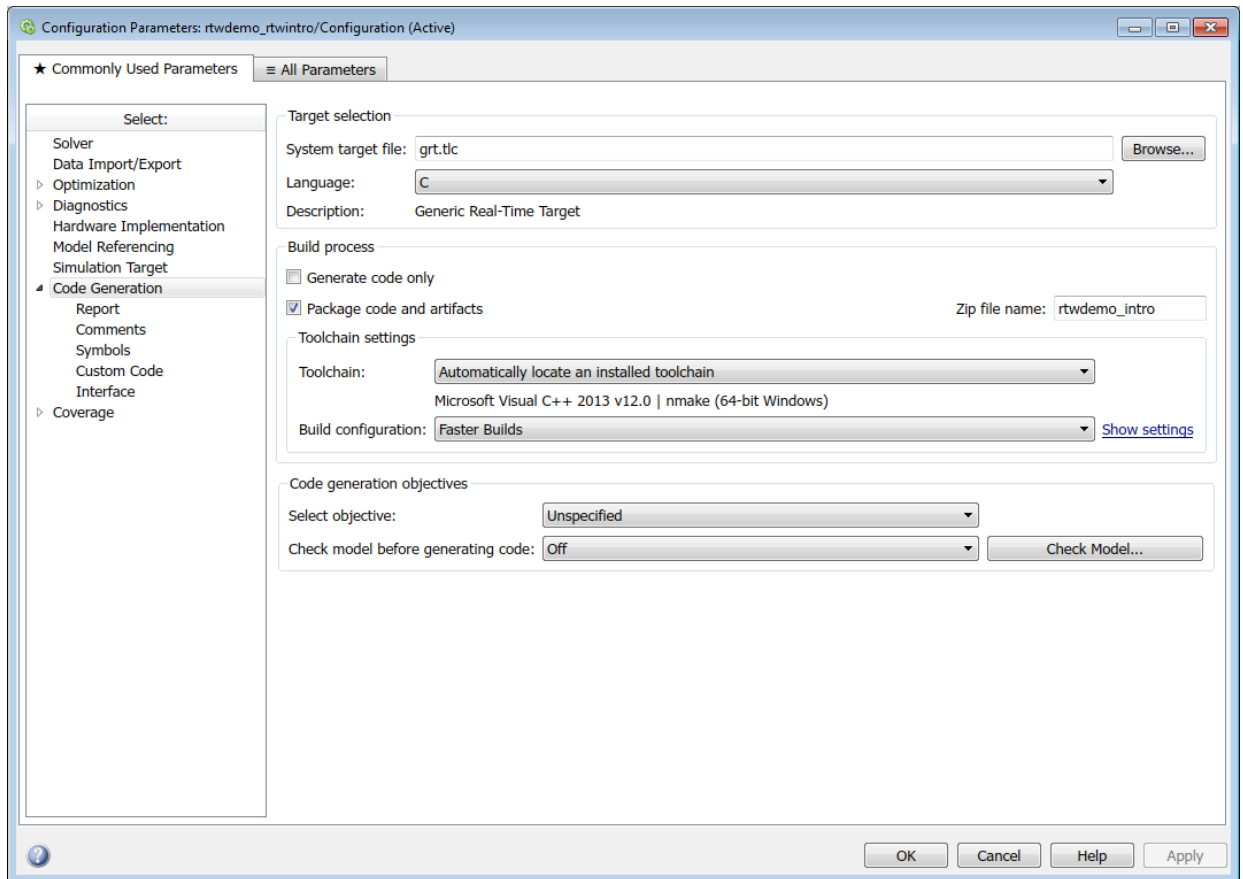 Configuration Parameters: rtwdemo_rtwintro/Configuration (Active)
★ Commonly Used Parameters
≡ All Parameters
Select:
Solver
Data Import/Export
Optimization
Diagnostics
Hardware Implementation
Model Referencing
Simulation Target
Code Generation
Report
Comments
Symbols
Custom Code
Interface
Coverage
Target selection
System target file: grt.tlc Browse...
Language: C
Description: Generic Real-Time Target
Build process
Generate code only
Package code and artifacts Zip file name: rtwdemo_intro
Toolchain settings
Toolchain: Automatically locate an installed toolchain
Microsoft Visual C++ 2013 v12.0 | nmake (64-bit Windows)
Build configuration: Faster Builds Show settings
Code generation objectives
Select objective: Unspecified
Check model before generating code: Off Check Model...
? OK Cancel Help Apply